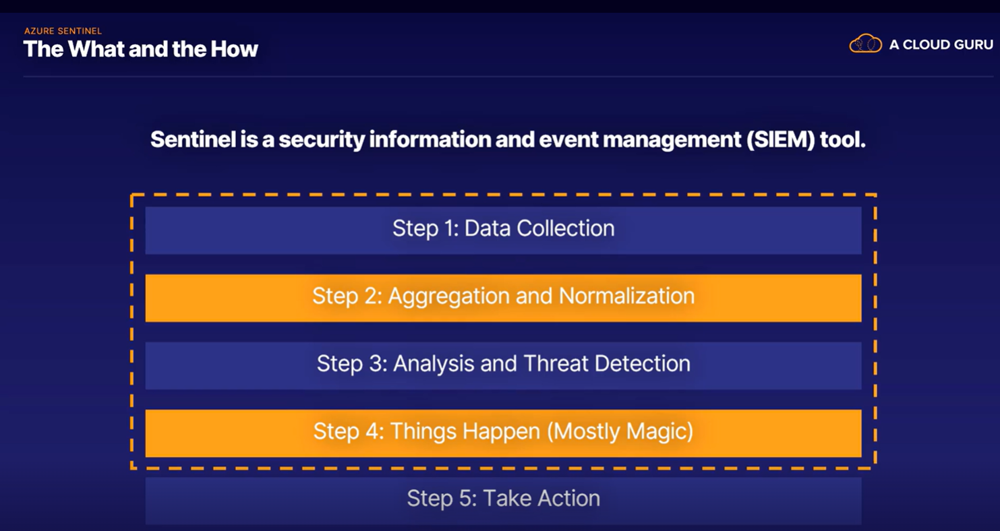 AZURE SENTINEL
The What and the How
A CLOUD GURU
Sentinel is a security information and event management (SIEM) tool.
Step 1: Data Collection
Step 2: Aggregation and Normalization
Step 3: Analysis and Threat Detection
Step 4: Things Happen (Mostly Magic)
Step 5: Take Action